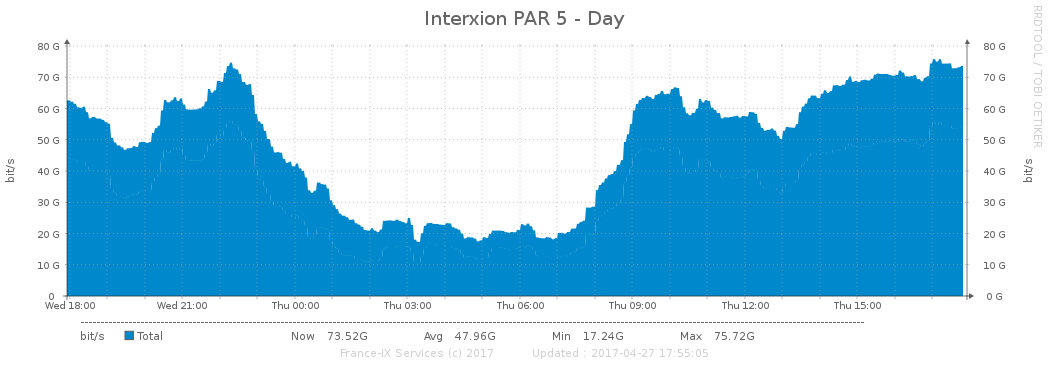 Interxion PAR 5 - Day
RRDTOOL / TOBI OETIKER
bit/s
bit/s
80 G 80 G
70 G 70 G
60 G 60 G
50 G 50 G
40 G 40 G
30 G 30 G
20 G 20 G
10 G 10 G
0 0 G
Wed 18:00 Wed 21:00 Thu 00:00 Thu 03:00 Thu 06:00 Thu 09:00 Thu 12:00 Thu 15:00
bit/s Total Now 73.52G Avg 47.96G Min 17.24G Max 75.72G
France-IX Services (c) 2017 Updated : 2017-04-27 17:55:05